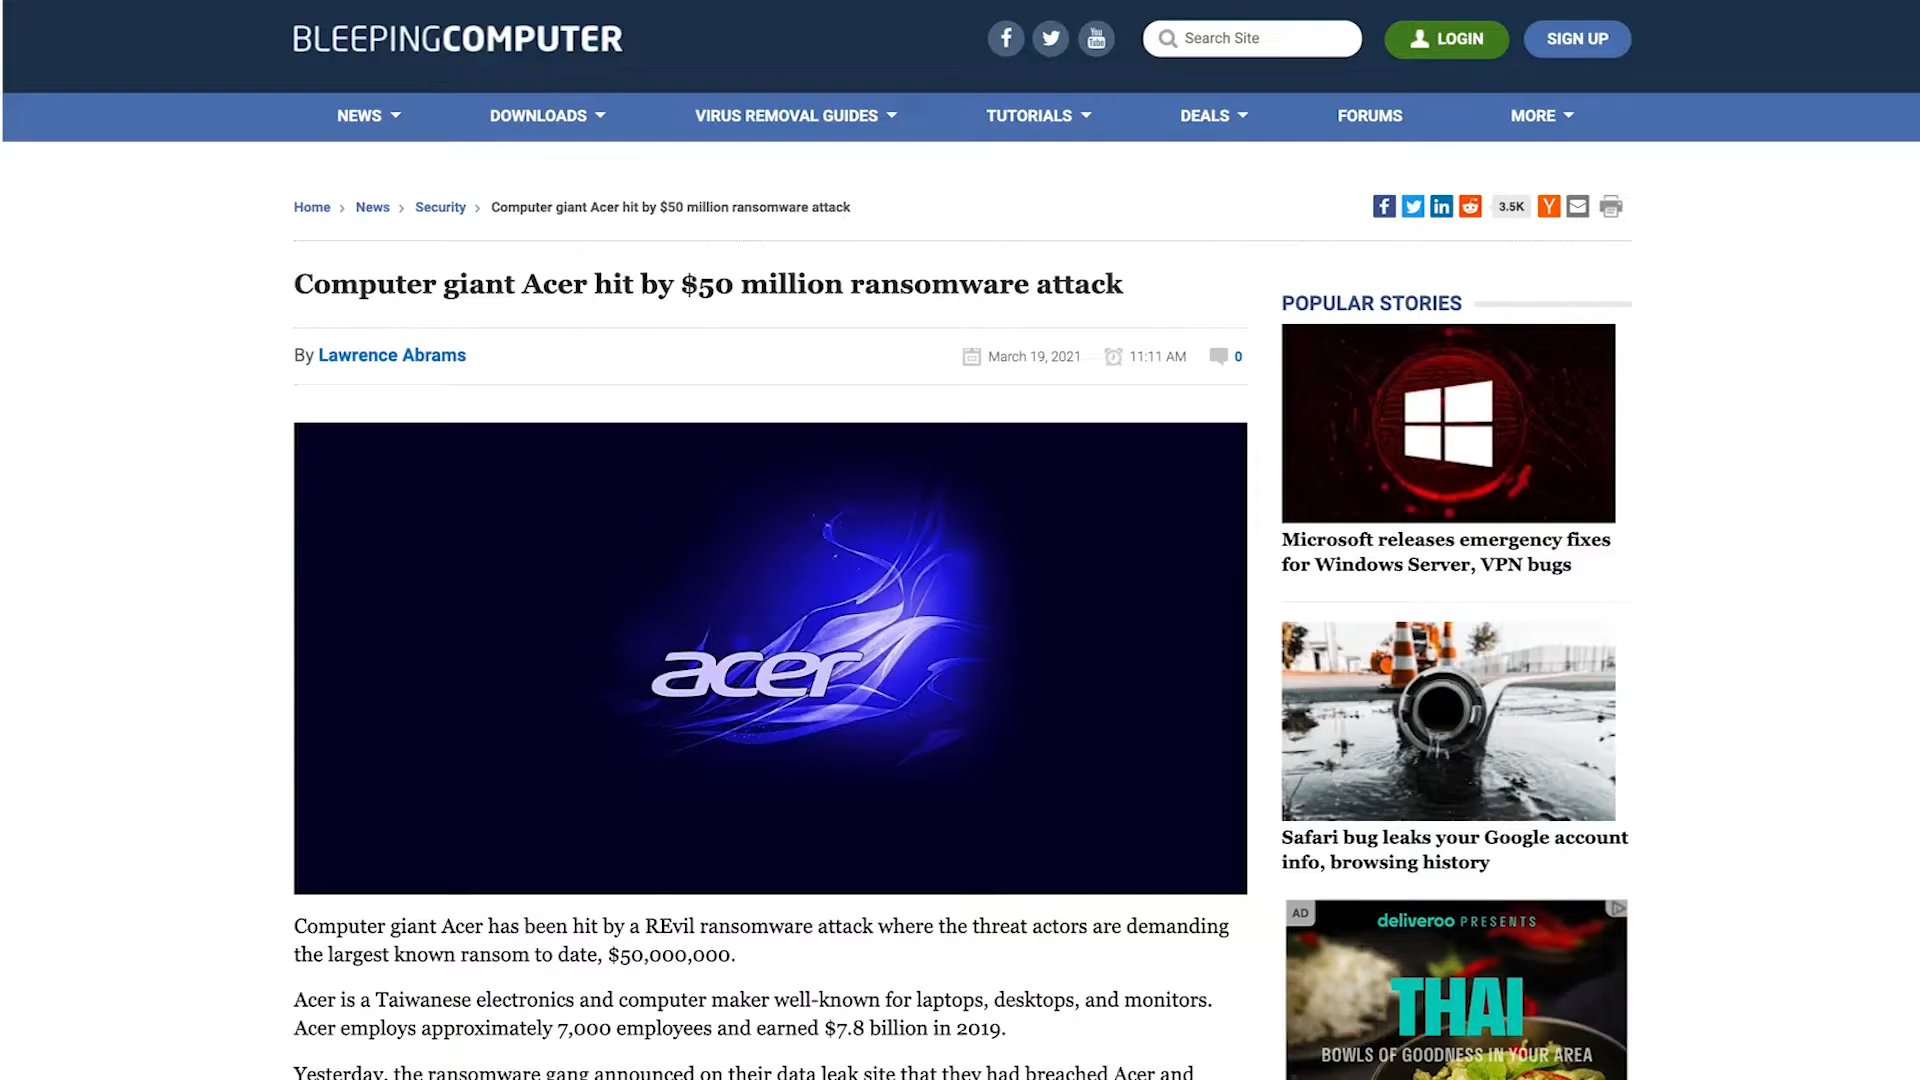 BLEEPINGCOMPUTER
You Tube
Search Site
LOGIN
SIGN UP
NEWS
DOWNLOADS
VIRUS REMOVAL GUIDES
TUTORIALS
DEALS
FORUMS
MORE
Home > News > Security > Computer giant Acer hit by $50 million ransomware attack
3.5K
Computer giant Acer hit by $50 million ransomware attack
By Lawrence Abrams
March 19, 2021
11:11 AM
0
acer
Computer giant Acer has been hit by a REvil ransomware attack where the threat actors are demanding
the largest known ransom to date, $50,000,000.
Acer is a Taiwanese electronics and computer maker well-known for laptops, desktops, and monitors.
Acer employs approximately 7,000 employees and earned $7.8 billion in 2019.
Yesterday, the ransomware gang announced on their data leak site that they had breached Acer and
POPULAR STORIES
Microsoft releases emergency fixes
for Windows Server, VPN bugs
Safari bug leaks your Google account
info, browsing history
AD
deliveroo PRESENTS
THAI
BOWLS OF GOODNESS IN YOUR AREA